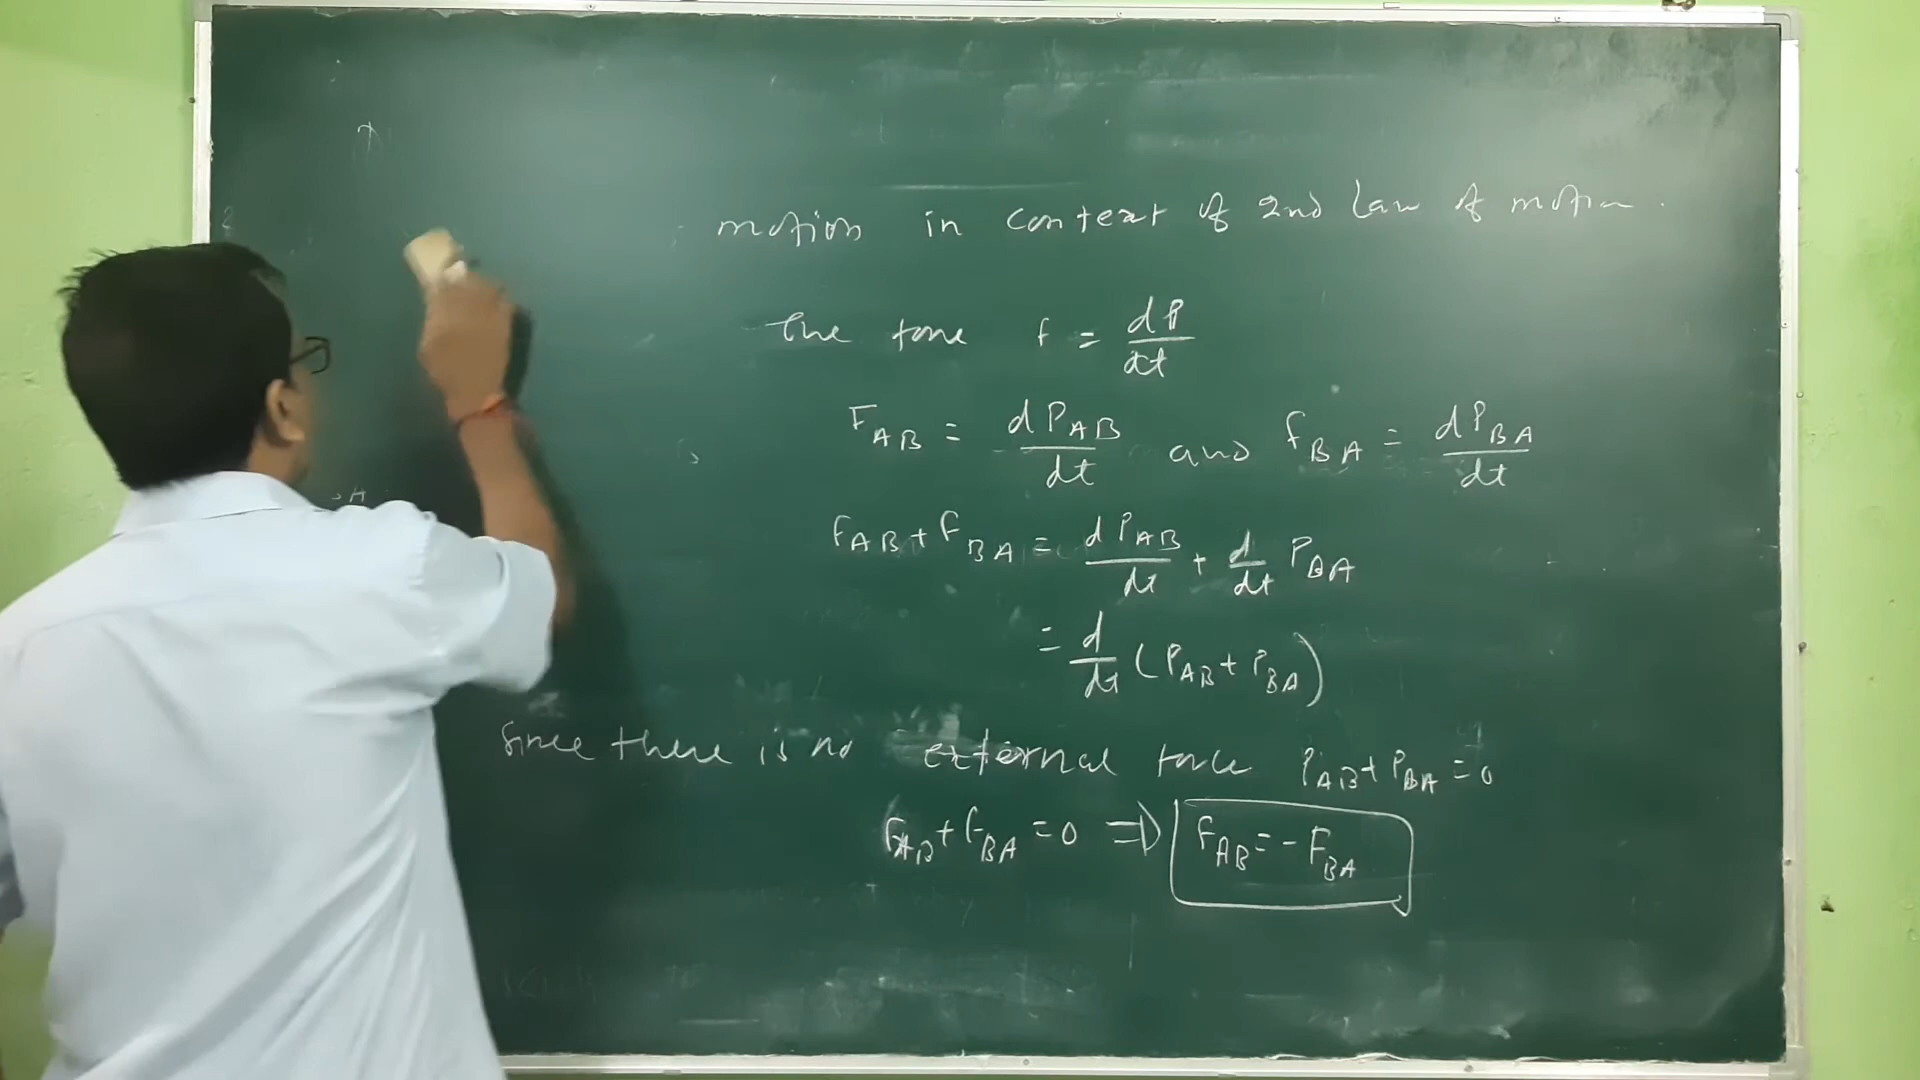 motion in context of 2nd Law of motion.
The force F = dP/dt
F_AB = dP_AB/dt and F_BA = dP_BA/dt
F_AB + F_BA = dP_AB/dt + d/dt P_BA
= d/dt (P_AB + P_BA)
Since there is no external force P_AB + P_BA = 0
F_AB + F_BA = 0 ⇒ F_AB = - F_BA